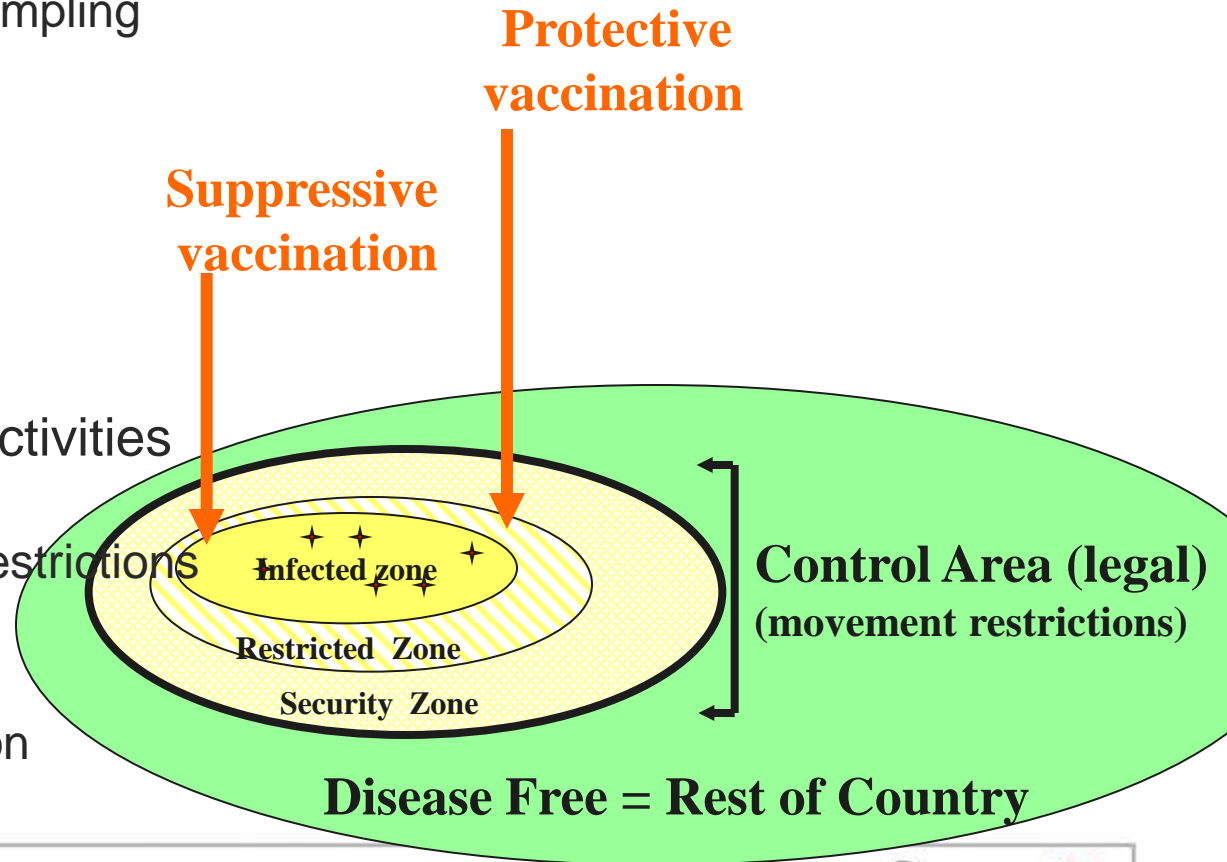 mpling
Protective
vaccination
Suppressive
vaccination
ctivities
estrictions
Infected zone
Control Area (legal)
(movement restrictions)
Restricted Zone
Security Zone
on
Disease Free = Rest of Country